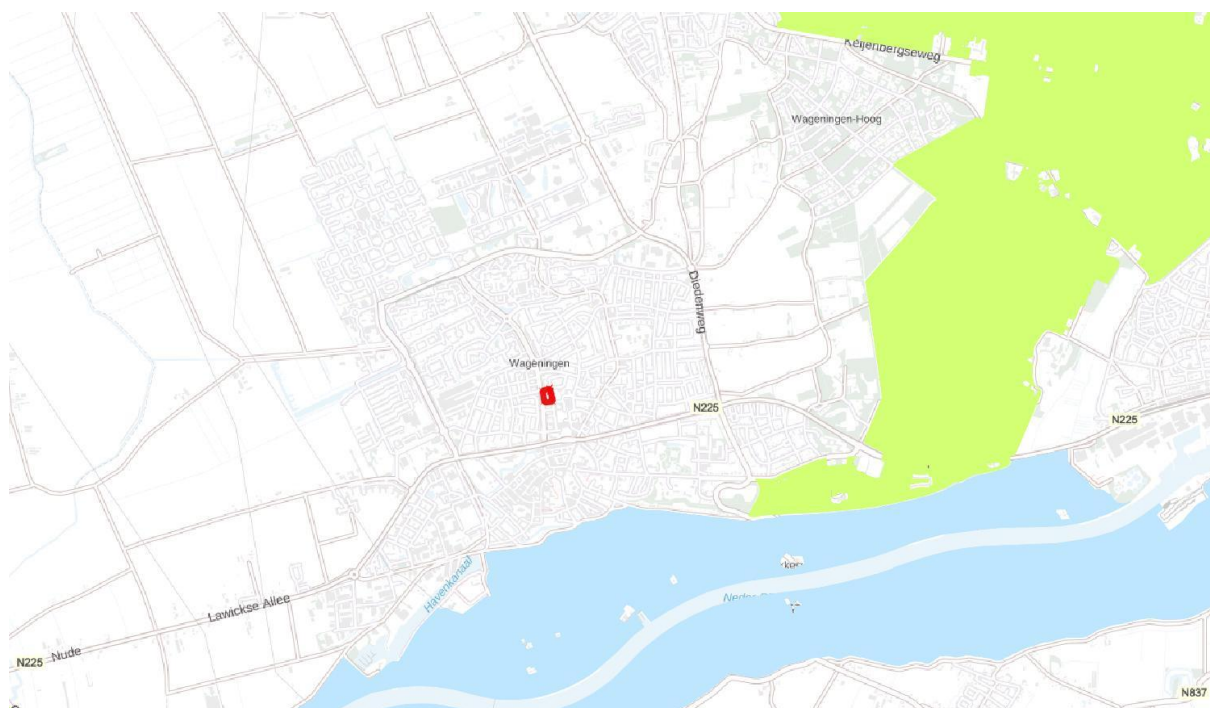 Keijenbergseweg
Wageningen-Hoog
Diedenweg
Wageningen
N225
N225
Havenkanaal
Lawickse Allee
Nude
N225
N837